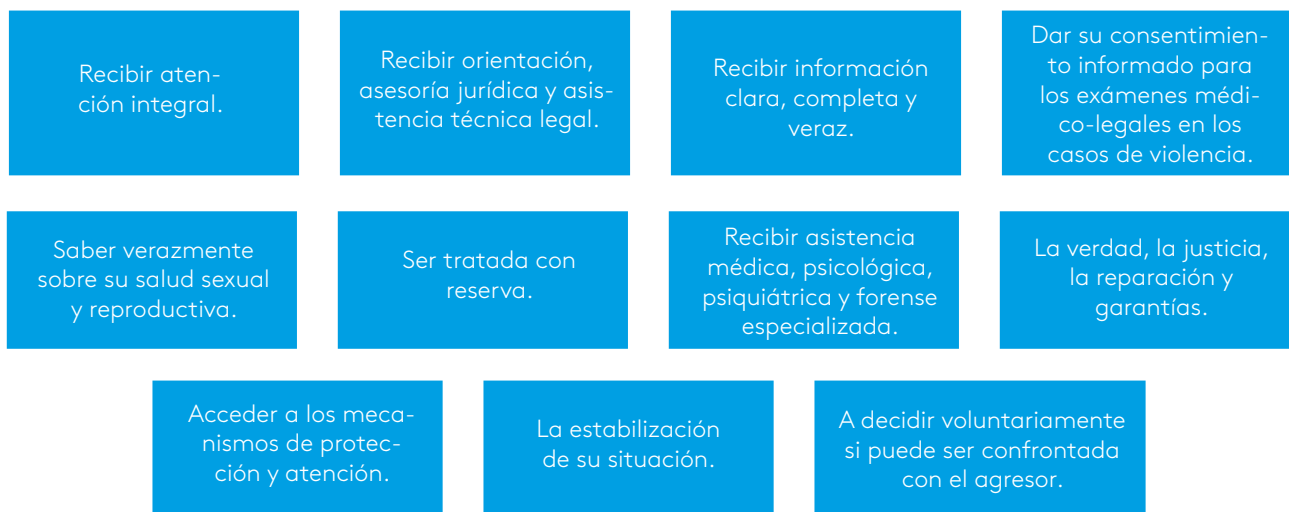 Recibir aten-
ción integral.
Recibir orientación,
asesoría jurídica y asis-
tencia técnica legal.
Recibir información
clara, completa y
veraz.
Dar su consentimien-
to informado para
los exámenes médi-
co-legales en los
casos de violencia.
Saber verazmente
sobre su salud sexual
y reproductiva.
Ser tratada con
reserva.
Recibir asistencia
médica, psicológica,
psiquiátrica y forense
especializada.
La verdad, la justicia,
la reparación y
garantías.
Acceder a los meca-
nismos de protec-
ción y atención.
La estabilización
de su situación.
A decidir voluntariamente
si puede ser confrontada
con el agresor.